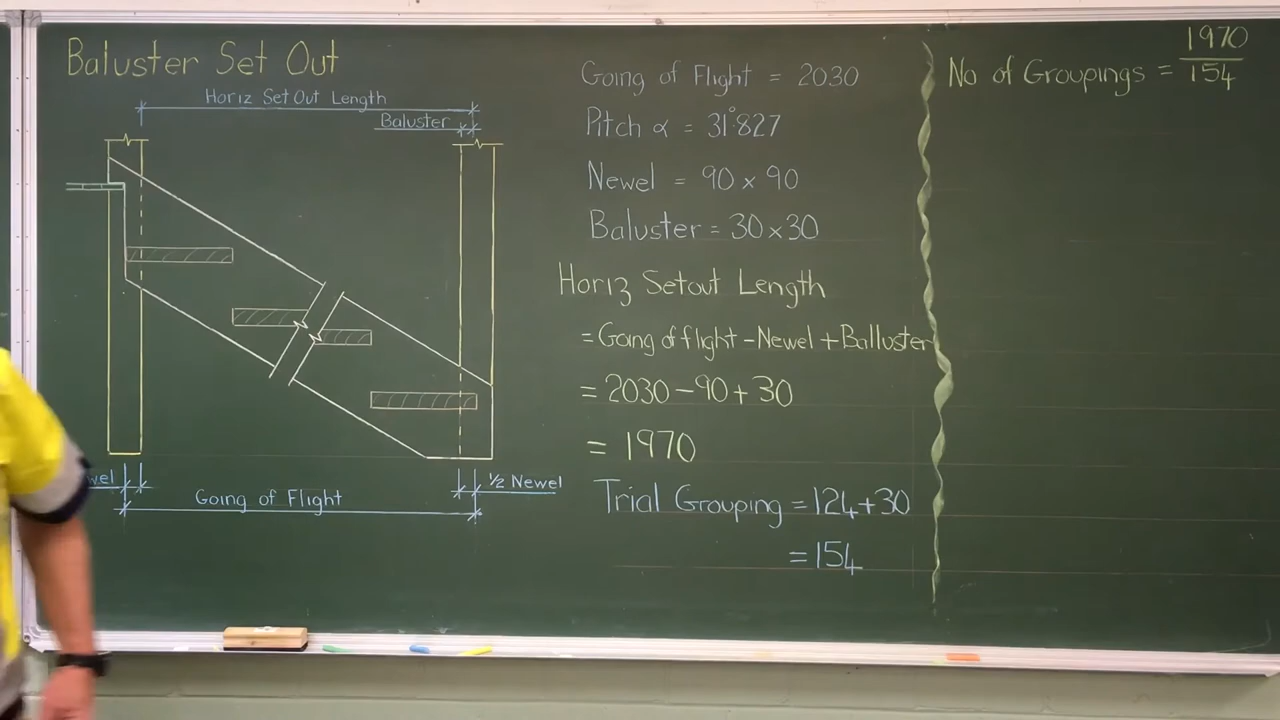 Baluster Set Out
Horiz Set Out Length
Baluster
wel
½ Newel
Going of Flight
Going of Flight = 2030
Pitch α = 31°827
Newel = 90 x 90
Baluster = 30 x 30
Horiz Setout Length
= Going of flight - Newel + Balluster
= 2030 - 90 + 30
= 1970
Trial Grouping = 124 + 30
= 154
No of Groupings = 1970/154